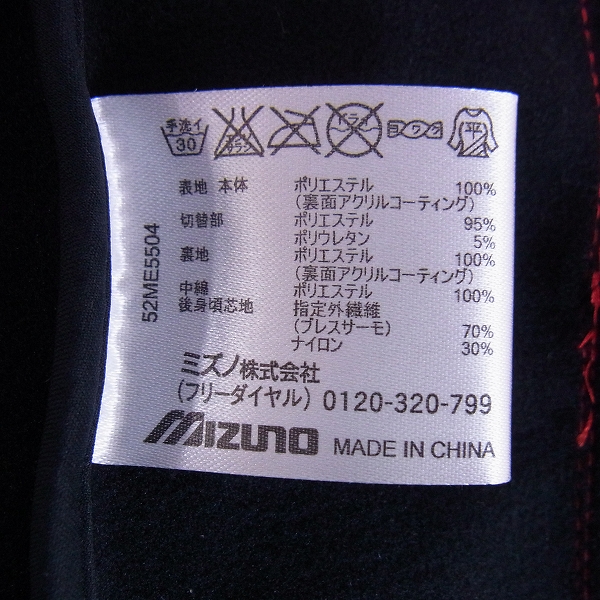 手洗イ
30
エンソ
サラシ
ドライ
ヨワク
平
表地 本体 ポリエステル 100%
(裏面アクリルコーティング)
切替部 ポリエステル 95%
ポリウレタン 5%
裏地 ポリエステル 100%
(裏面アクリルコーティング)
中綿 ポリエステル 100%
後身頃芯地 指定外繊維
(ブレスサーモ) 70%
ナイロン 30%
ミズノ株式会社
(フリーダイヤル) 0120-320-799
MIZUNO MADE IN CHINA
52ME5504